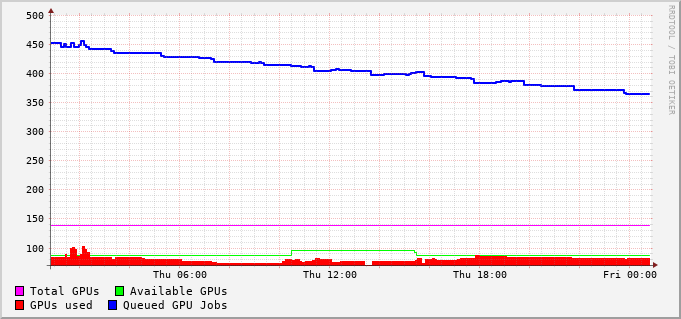 500
450
400
350
300
250
200
150
100
Thu 06:00 Thu 12:00 Thu 18:00 Fri 00:00
Total GPUs Available GPUs
GPUs used Queued GPU Jobs
RRDTOOL / TOBI OETIKER